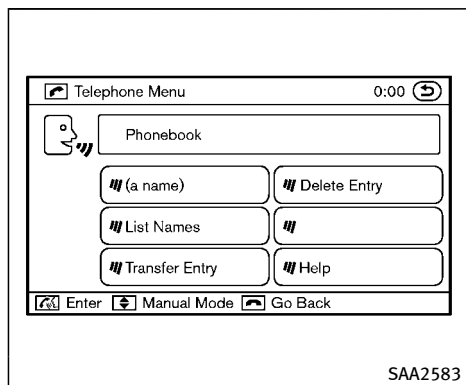 Telephone Menu 0:00
Phonebook
(a name) Delete Entry
List Names
Transfer Entry Help
Enter Manual Mode Go Back
SAA2583